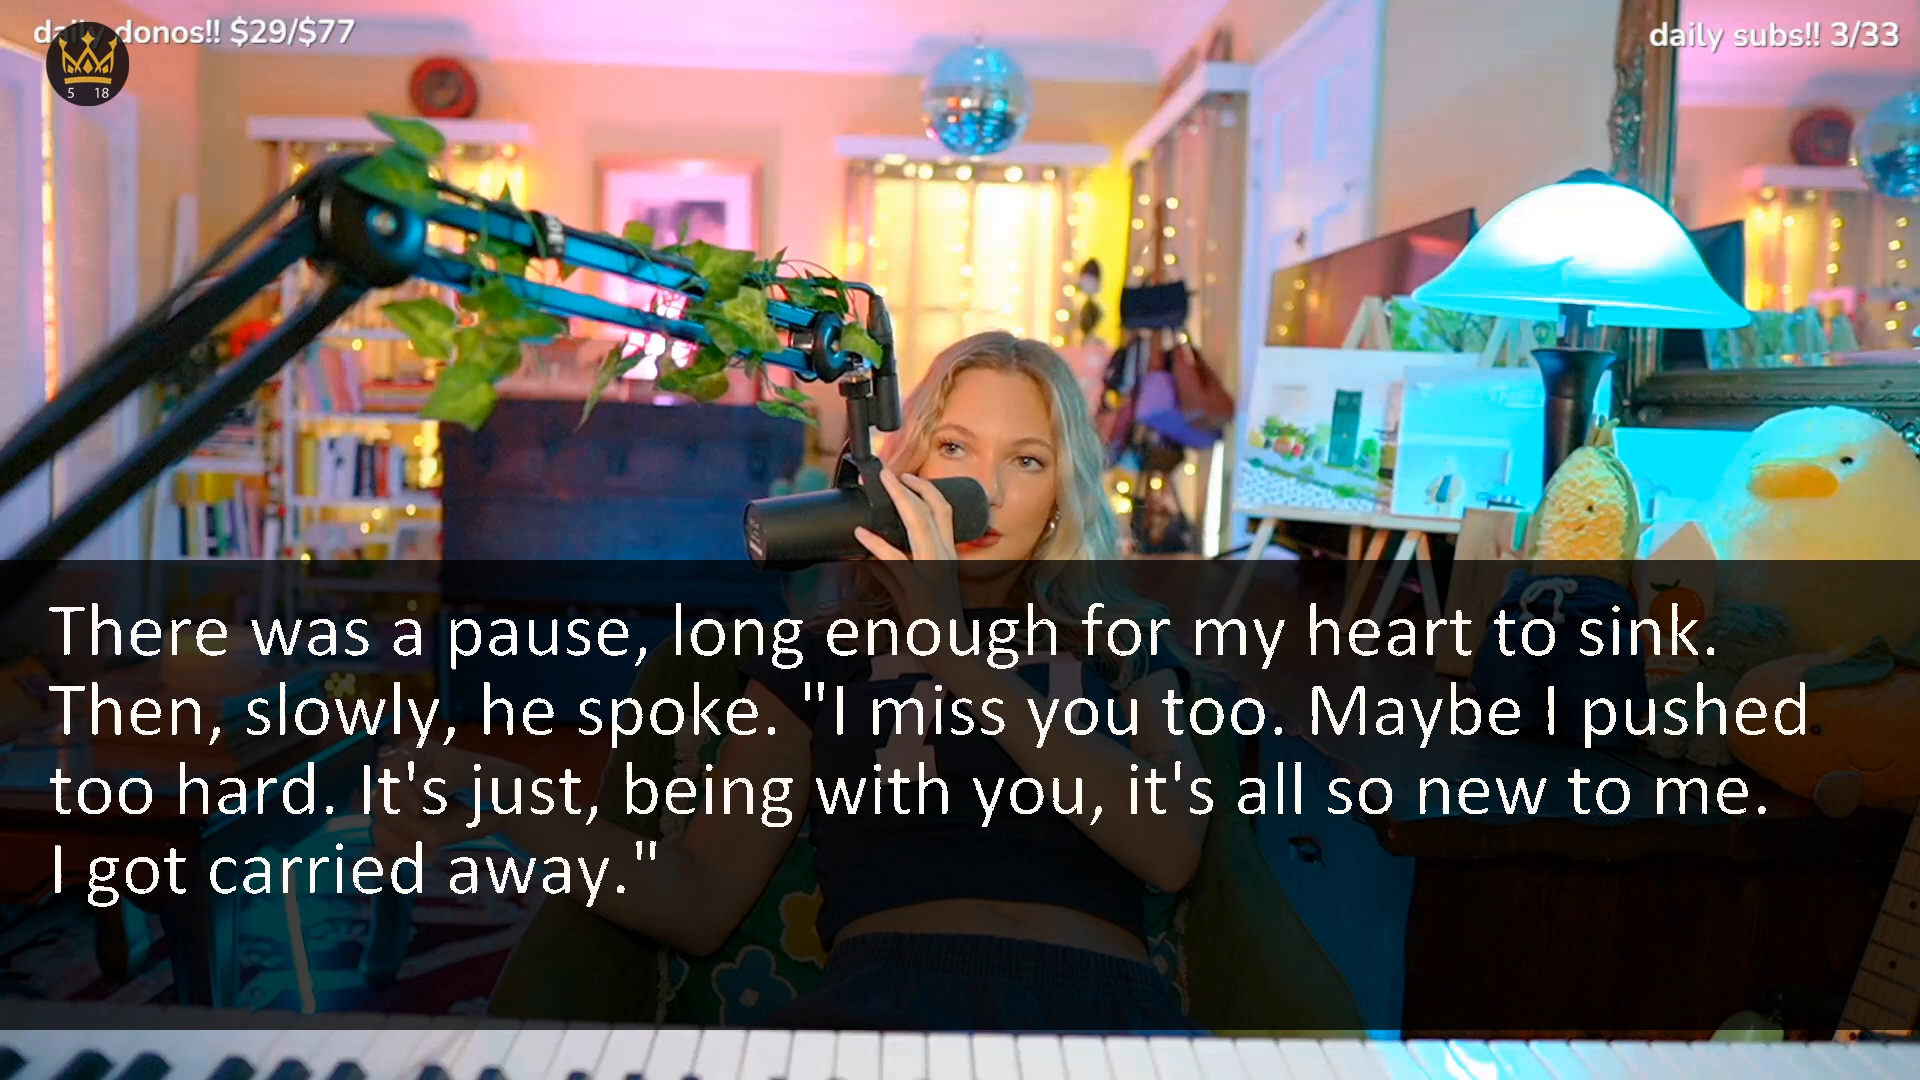 daily donos!! $29/$77
daily subs!! 3/33
5 18
There was a pause, long enough for my heart to sink.
Then, slowly, he spoke. "I miss you too. Maybe I pushed
too hard. It's just, being with you, it's all so new to me.
I got carried away."